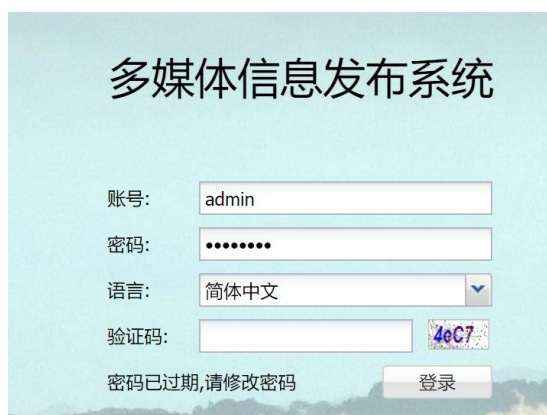 多媒体信息发布系统
账号: admin
密码: ••••••••
语言: 简体中文
验证码: 4eC7
密码已过期,请修改密码 登录